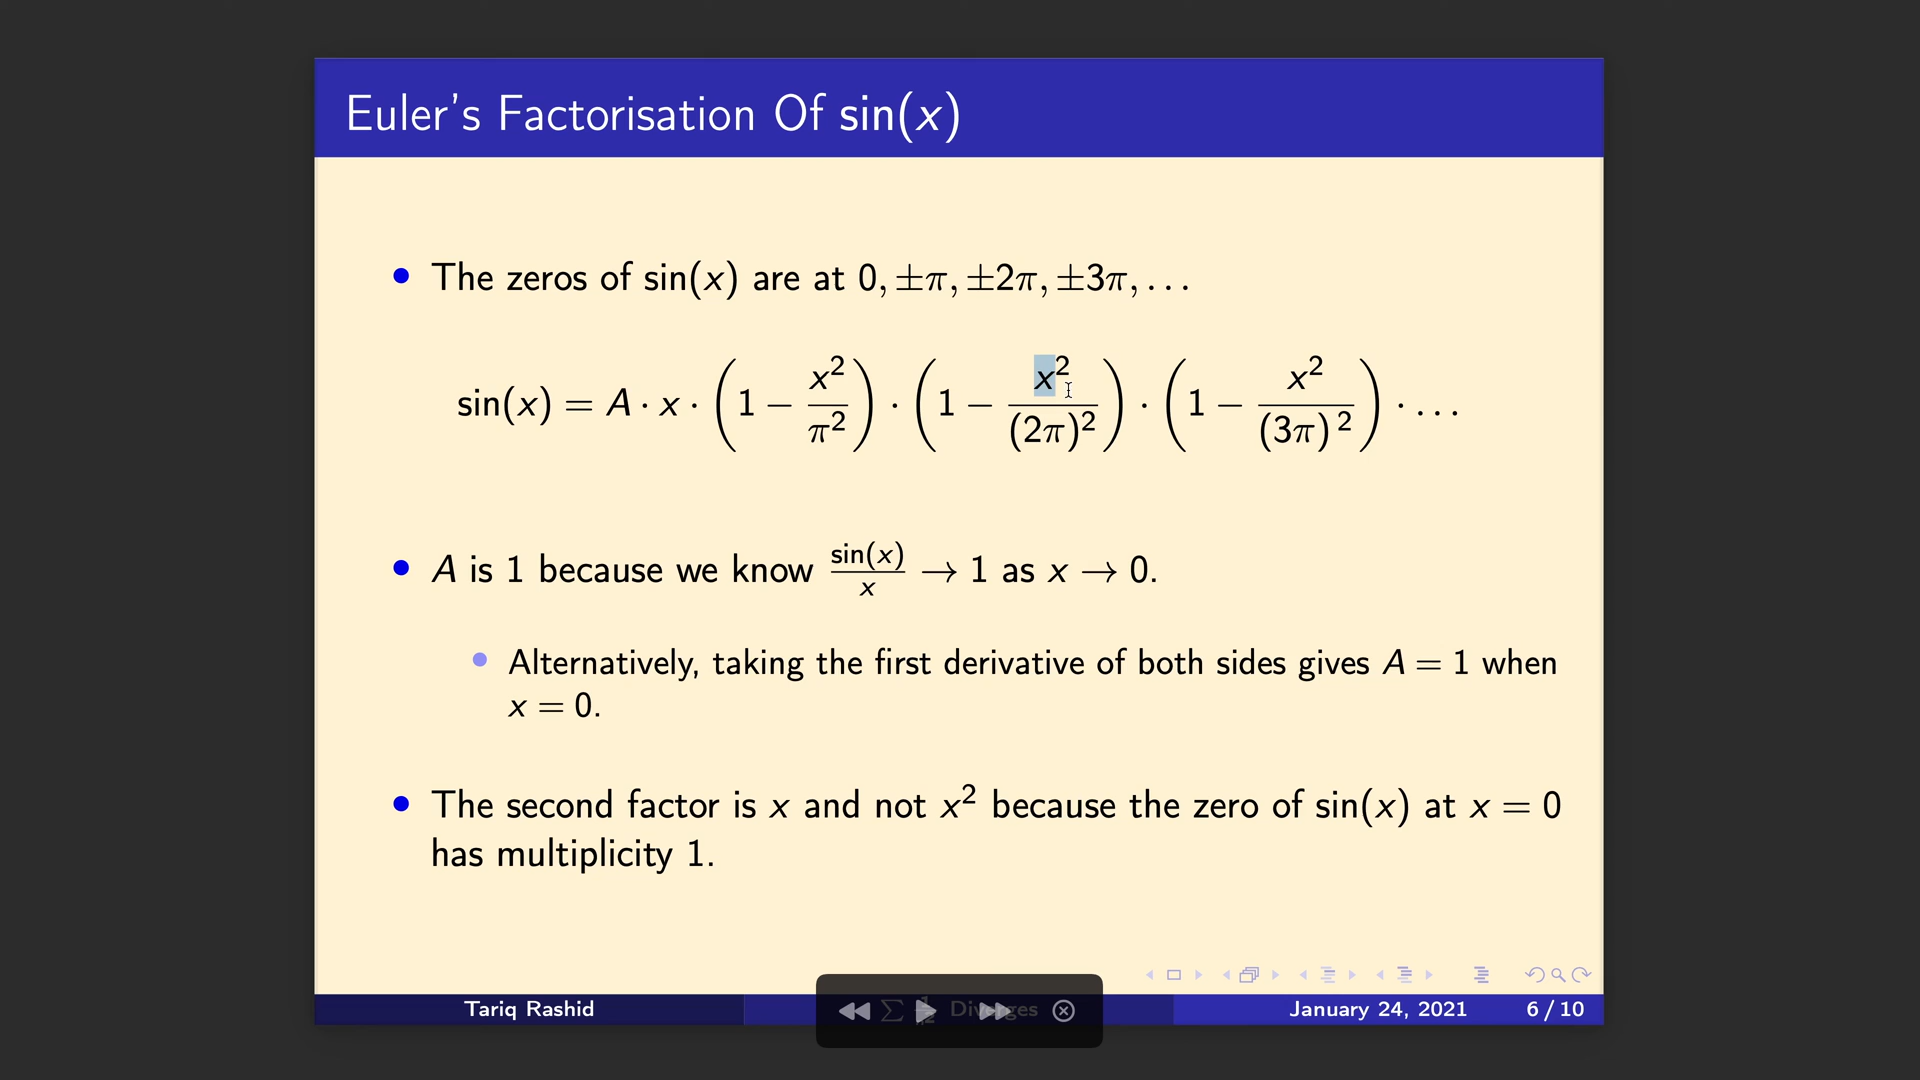 Euler's Factorisation Of sin(x)
• The zeros of sin(x) are at 0, ±π, ±2π, ±3π, . . .
sin(x) = A · x · (1 − x²/π²) · (1 − x²/(2π)²) · (1 − x²/(3π)²) · . . .
• A is 1 because we know sin(x)/x → 1 as x → 0.
• Alternatively, taking the first derivative of both sides gives A = 1 when
x = 0.
• The second factor is x and not x² because the zero of sin(x) at x = 0
has multiplicity 1.
Tariq Rashid Diverges January 24, 2021 6 / 10